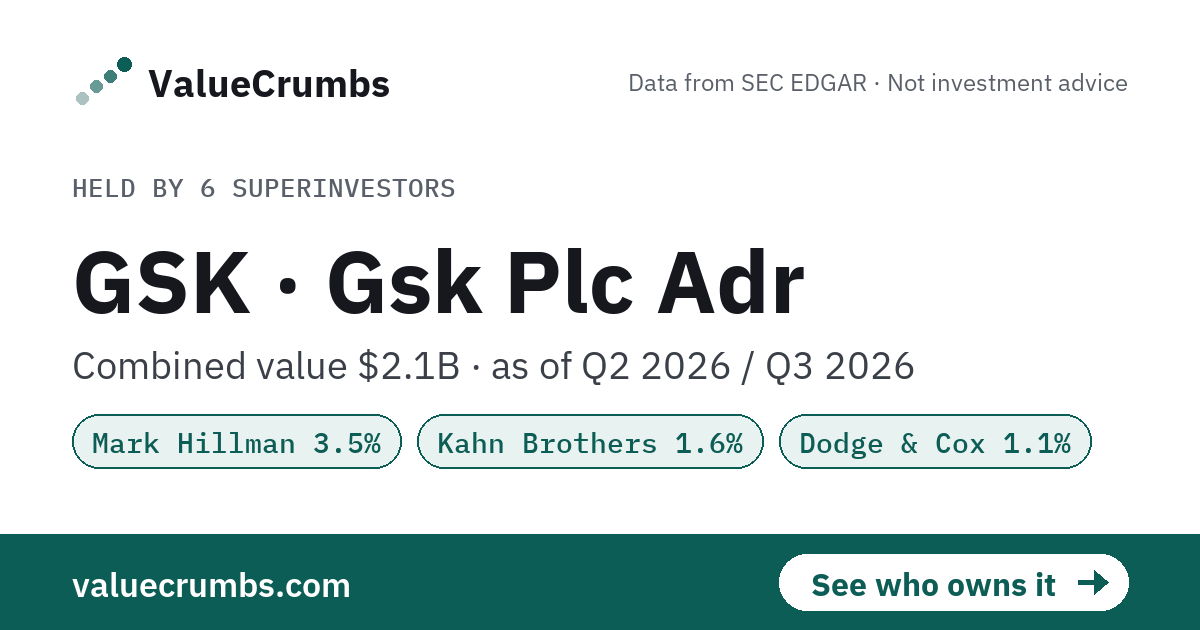 ValueCrumbs
Data from SEC EDGAR · Not investment advice
HELD BY 6 SUPERINVESTORS
GSK · Gsk Plc Adr
Combined value $2.1B · as of Q2 2026 / Q3 2026
Mark Hillman 3.5% Kahn Brothers 1.6% Dodge & Cox 1.1%
valuecrumbs.com
See who owns it →